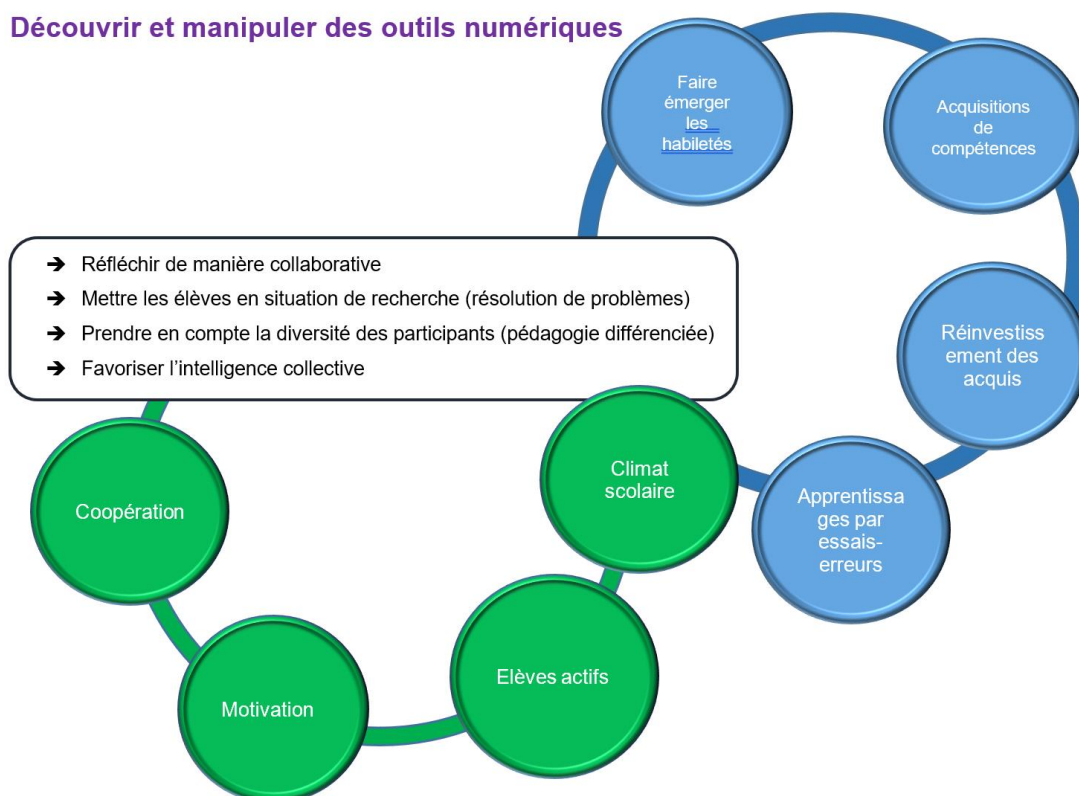 Découvrir et manipuler des outils numériques
Faire
émerger
les
habiletés
Acquisitions
de
compétences
➔ Réfléchir de manière collaborative
➔ Mettre les élèves en situation de recherche (résolution de problèmes)
➔ Prendre en compte la diversité des participants (pédagogie différenciée)
➔ Favoriser l’intelligence collective
Réinvestiss
ement des
acquis
Climat
scolaire
Coopération
Apprentissa
ges par
essais-
erreurs
Elèves actifs
Motivation